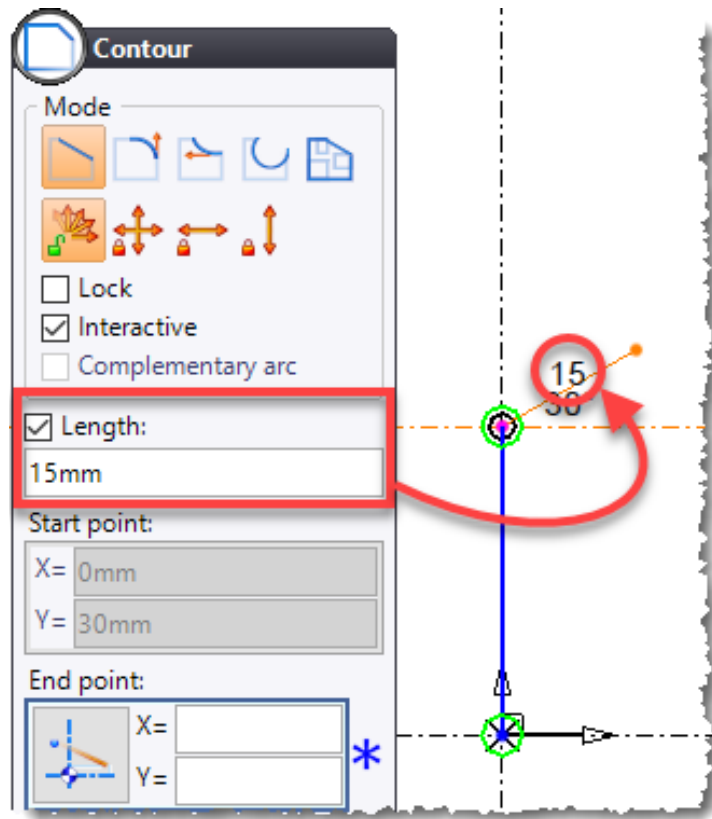 Contour
Mode
Lock
Interactive
Complementary arc
Length:
15mm
Start point:
X= 0mm
Y= 30mm
End point:
X=
Y=
15
30